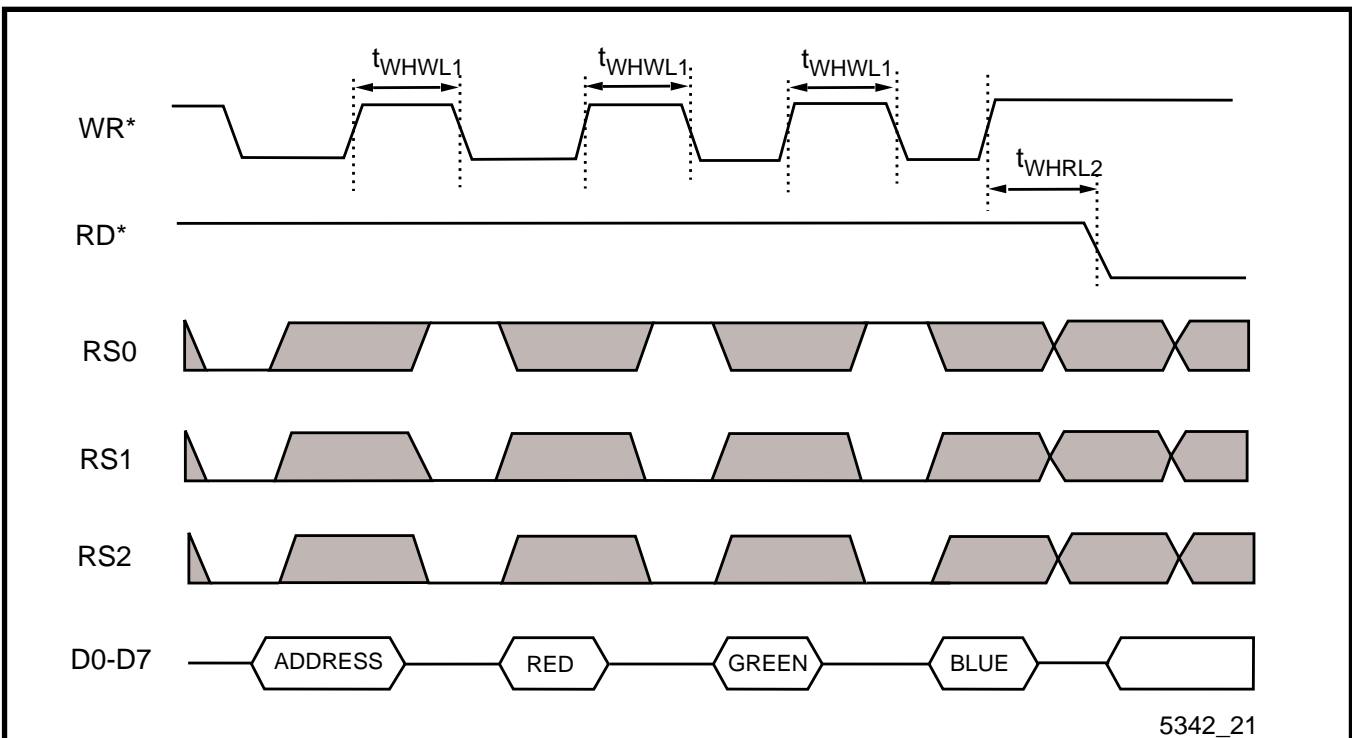 tWHWL1 tWHWL1 tWHWL1
WR*
tWHRL2
RD*
RS0
RS1
RS2
D0-D7 ADDRESS RED GREEN BLUE
5342_21